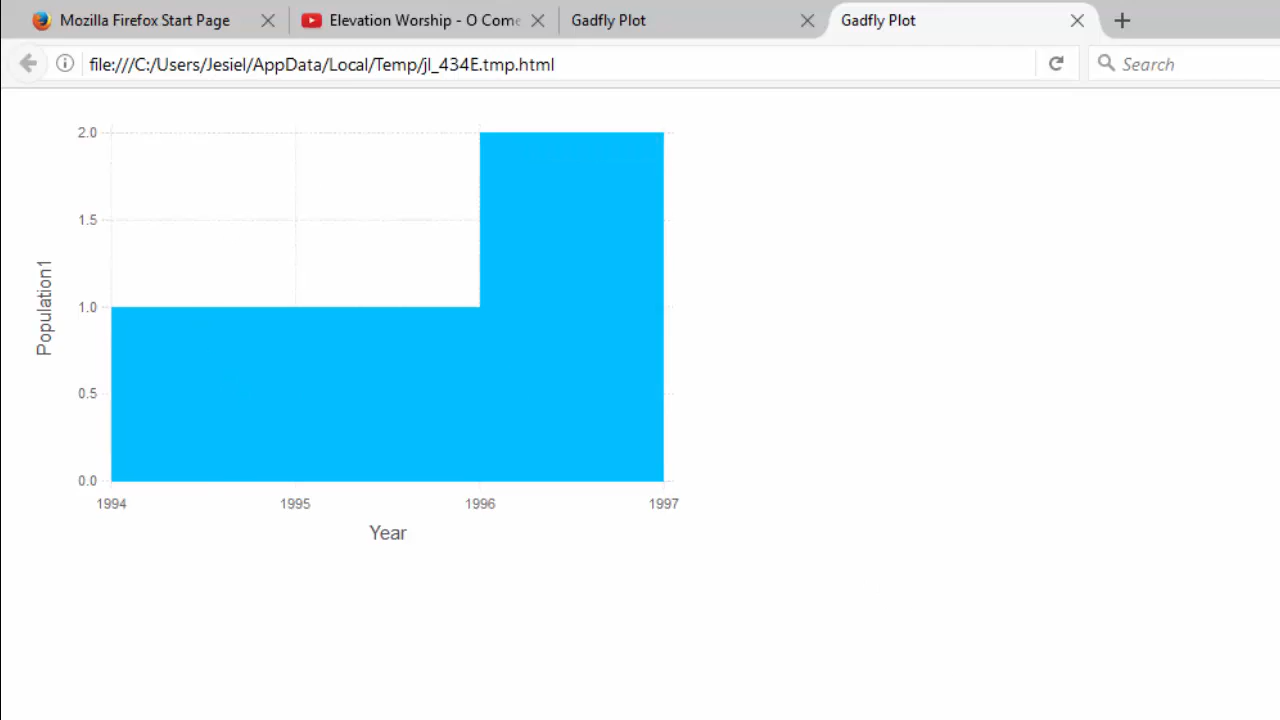 Mozilla Firefox Start Page
Elevation Worship - O Come
Gadfly Plot
Gadfly Plot
file:///C:/Users/Jesiel/AppData/Local/Temp/jl_434E.tmp.html
Search
2.0
1.5
1.0
0.5
0.0
Population1
1994 1995 1996 1997
Year